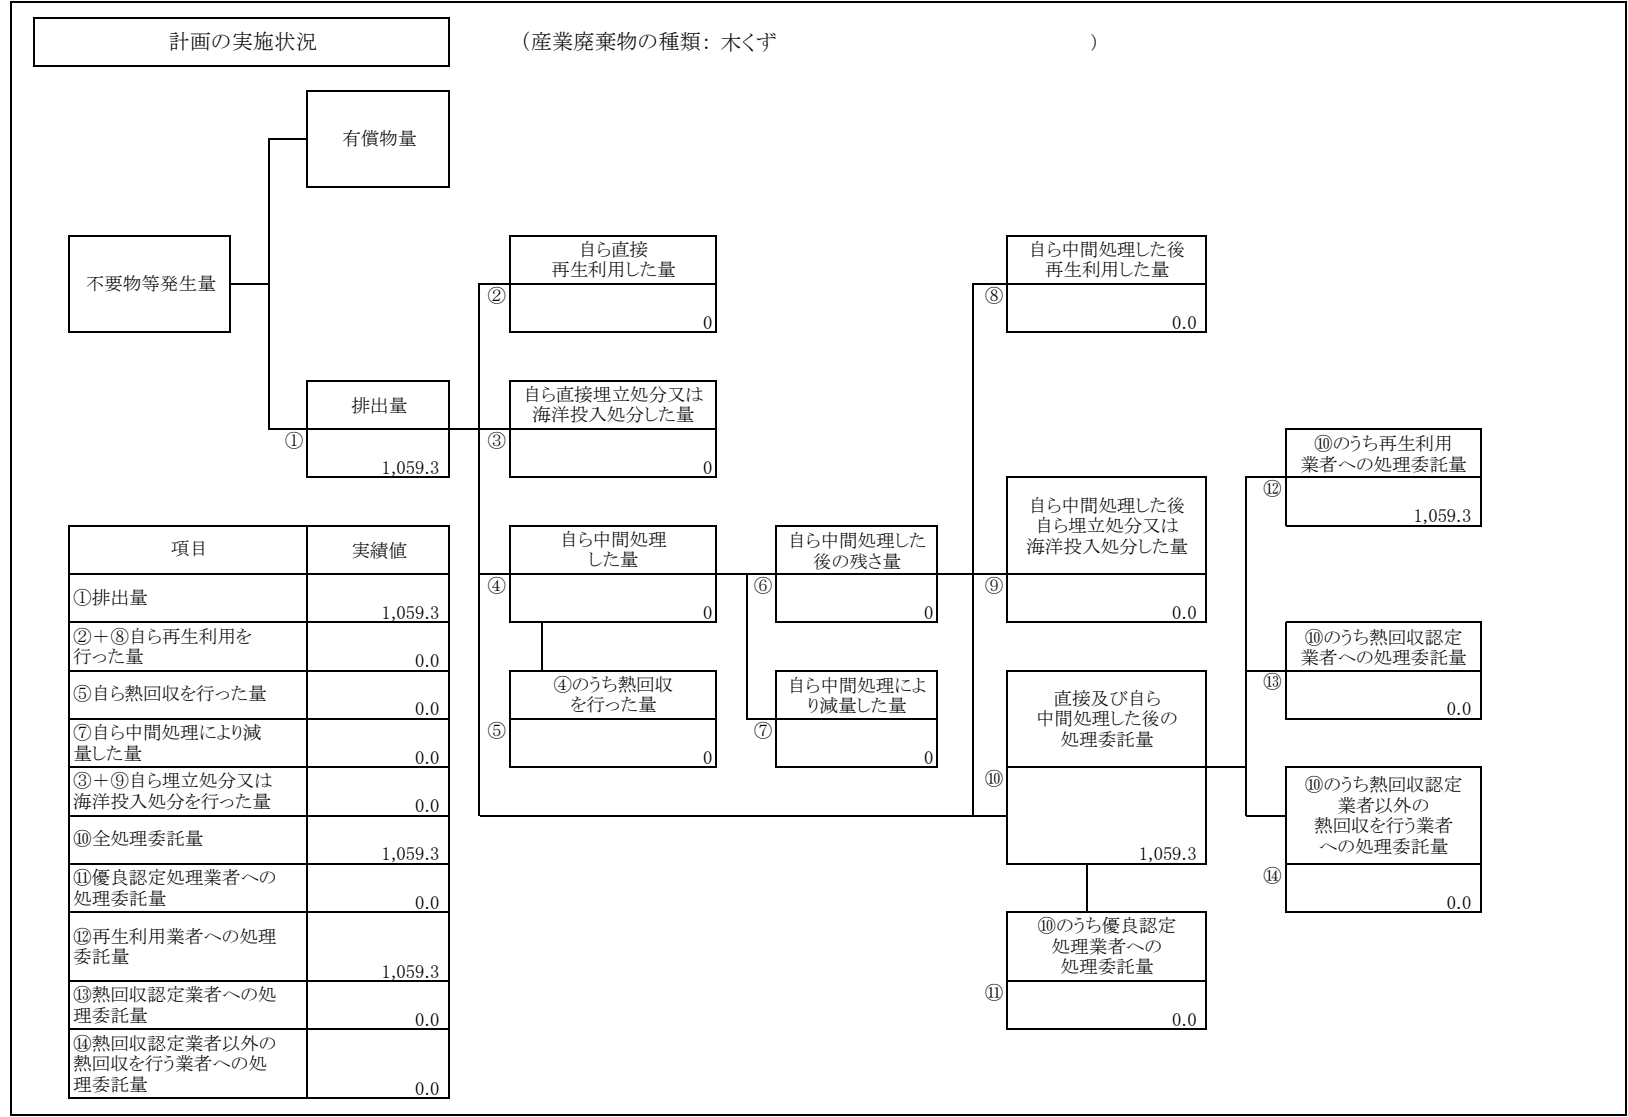 計画の実施状況
（産業廃棄物の種類：木くず ）
有償物量
不要物等発生量
自ら直接
再生利用した量
②
0
自ら中間処理した後
再生利用した量
⑧
0.0
排出量
①
1,059.3
自ら直接埋立処分又は
海洋投入処分した量
③
0
⑩のうち再生利用
業者への処理委託量
⑫
1,059.3
自ら中間処理
した量
④
0
自ら中間処理した
後の残さ量
⑥
0
自ら中間処理した後
自ら埋立処分又は
海洋投入処分した量
⑨
0.0
⑩のうち熱回収認定
業者への処理委託量
⑬
0.0
④のうち熱回収
を行った量
⑤
0
自ら中間処理によ
り減量した量
⑦
0
直接及び自ら
中間処理した後の
処理委託量
⑩
1,059.3
⑩のうち熱回収認定
業者以外の
熱回収を行う業者
への処理委託量
⑭
0.0
⑩のうち優良認定
処理業者への
処理委託量
⑪
0.0
項目 実績値
①排出量
1,059.3
②＋⑧自ら再生利用を
行った量
0.0
⑤自ら熱回収を行った量
0.0
⑦自ら中間処理により減
量した量
0.0
③＋⑨自ら埋立処分又は
海洋投入処分を行った量
0.0
⑩全処理委託量
1,059.3
⑪優良認定処理業者への
処理委託量
0.0
⑫再生利用業者への処理
委託量
1,059.3
⑬熱回収認定業者への処
理委託量
0.0
⑭熱回収認定業者以外の
熱回収を行う業者への処
理委託量
0.0